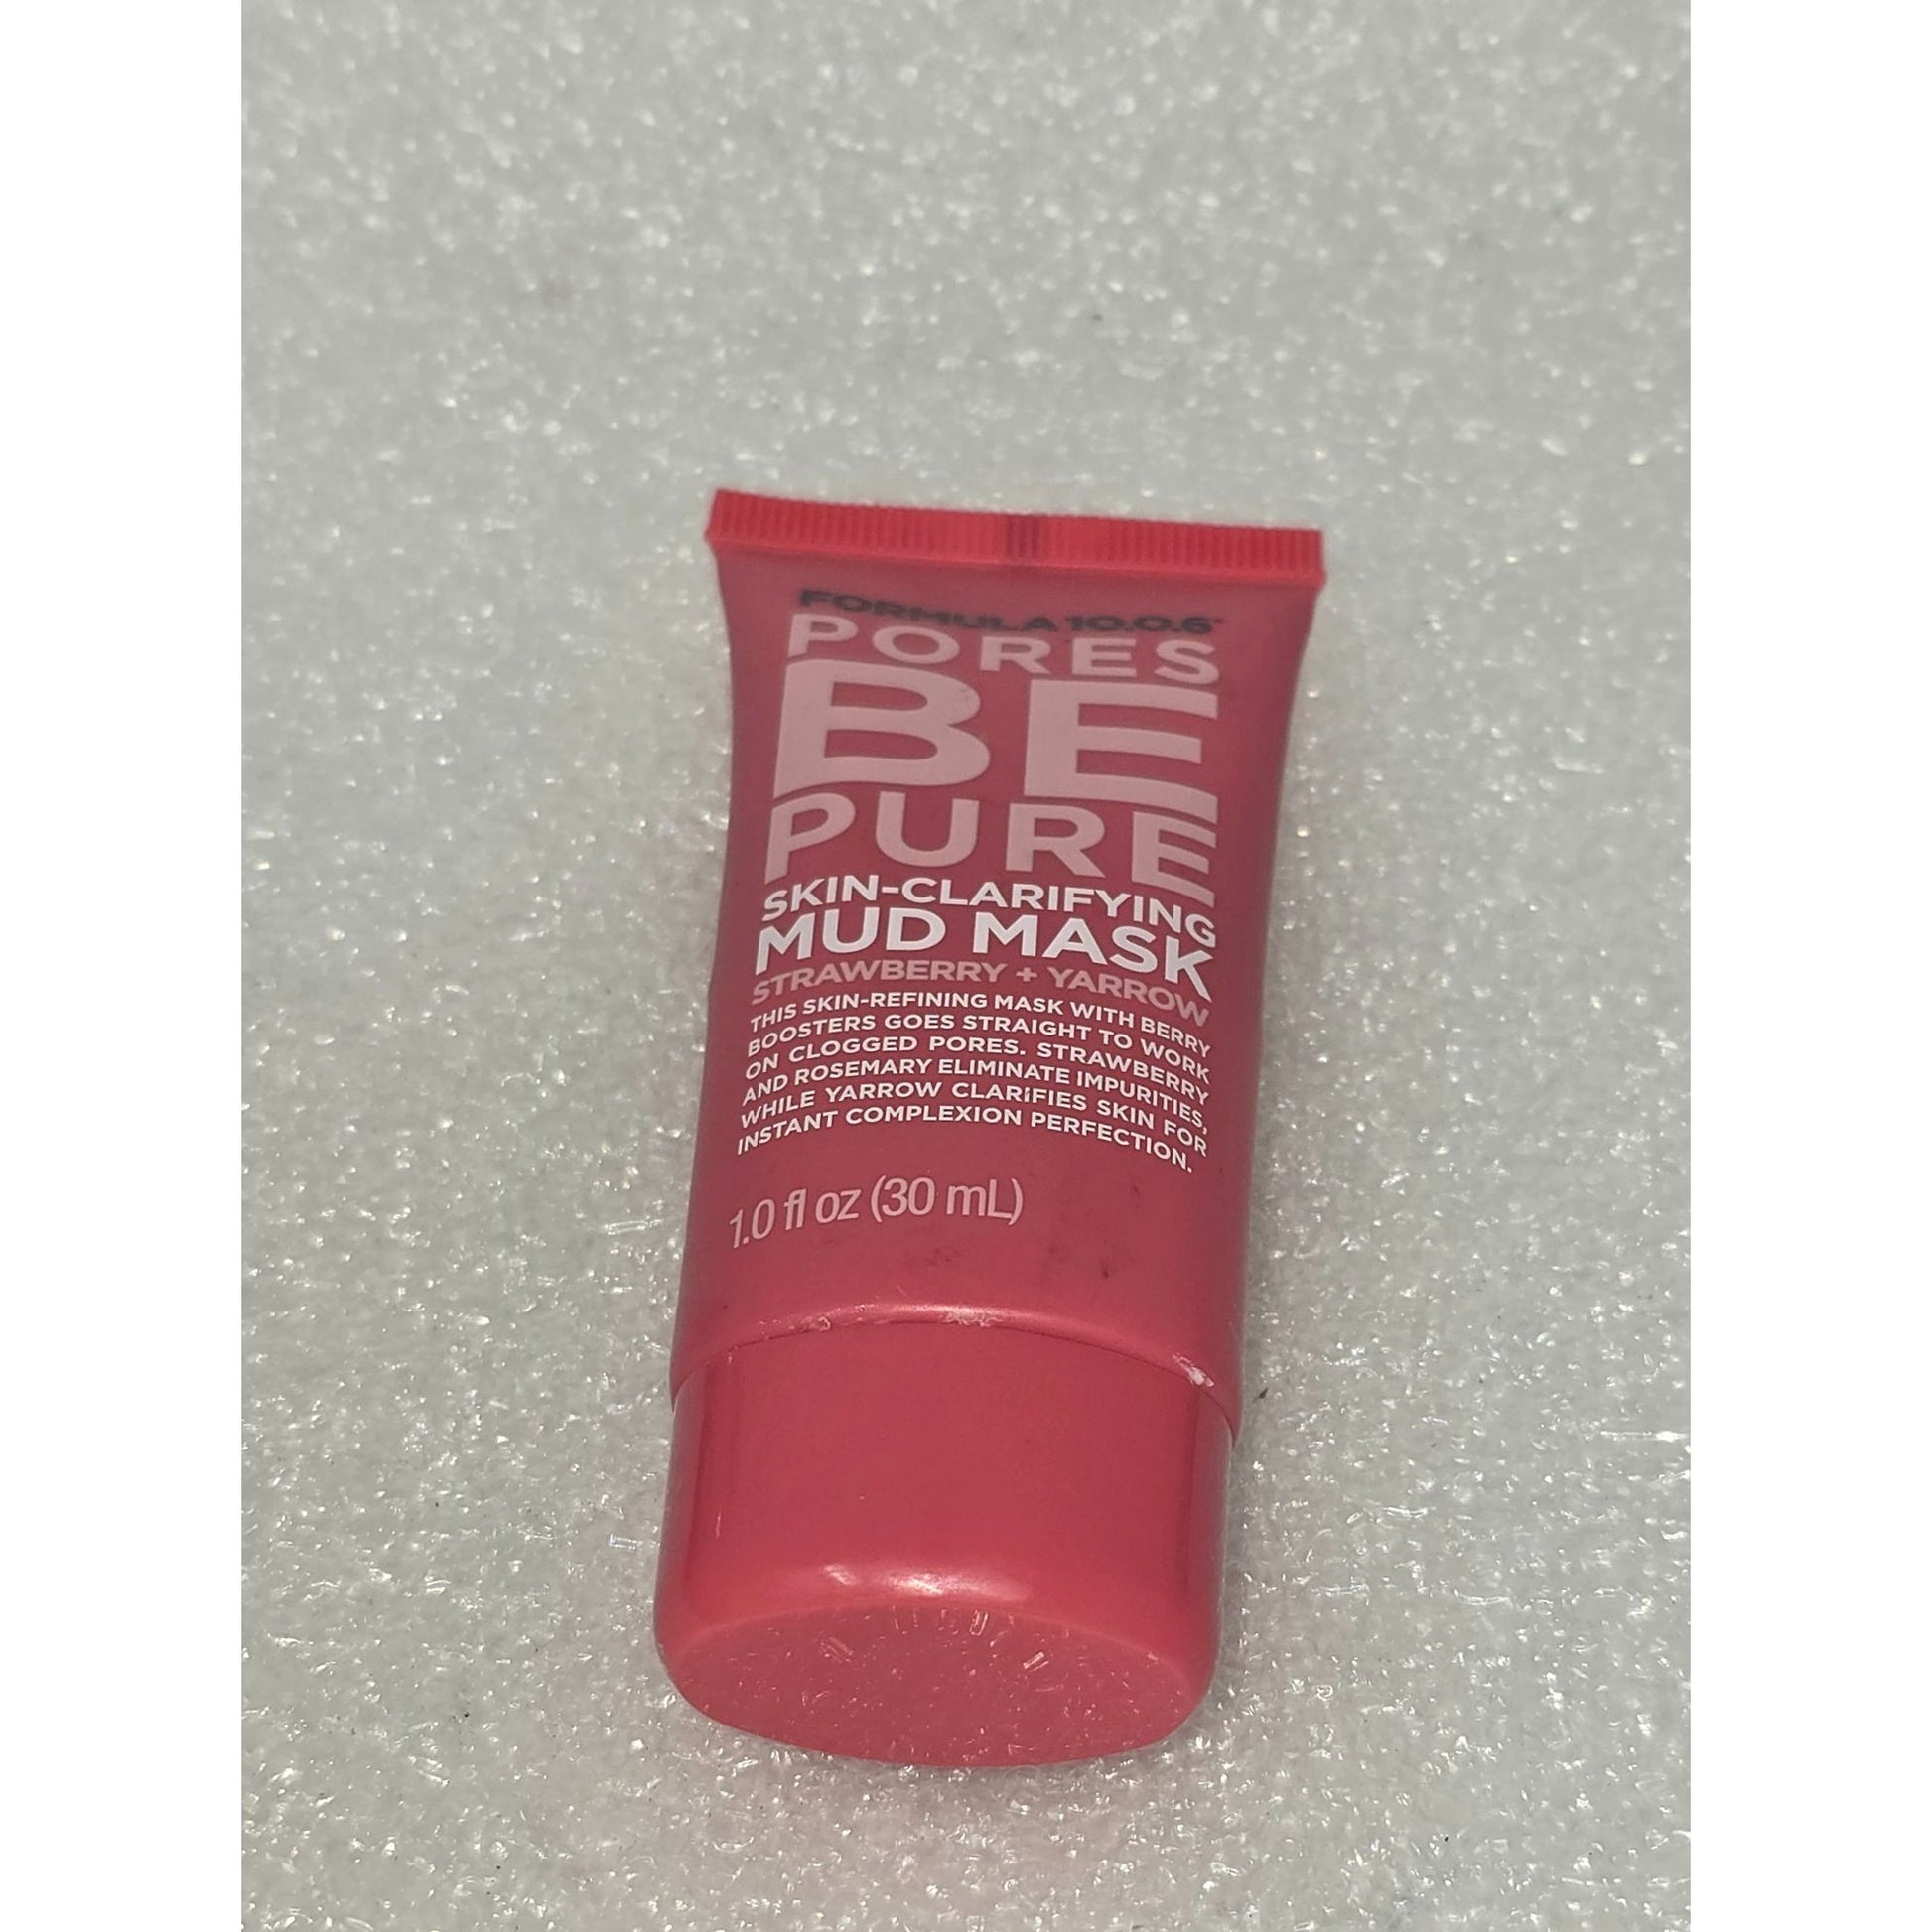 FORMULA 10.0.6
PORES
BE
PURE
SKIN-CLARIFYING
MUD MASK
STRAWBERRY + YARROW
THIS SKIN-REFINING MASK WITH BERRY
BOOSTERS GOES STRAIGHT TO WORK
ON CLOGGED PORES. STRAWBERRY
AND ROSEMARY ELIMINATE IMPURITIES,
WHILE YARROW CLARIFIES SKIN FOR
INSTANT COMPLEXION PERFECTION.
1.0 fl oz (30 mL)